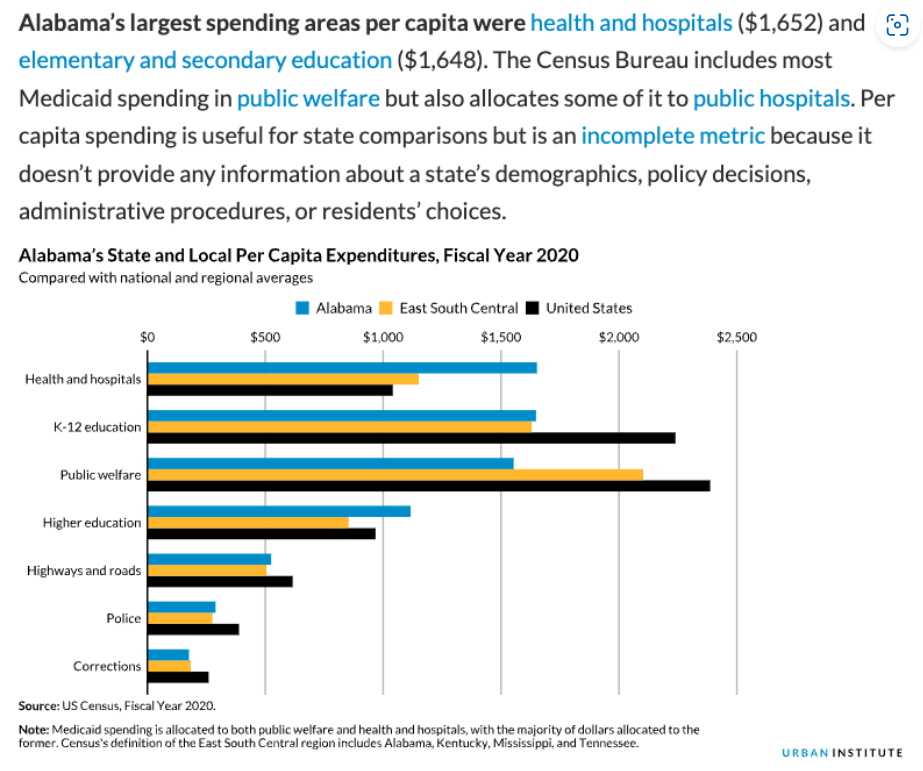 Alabama’s largest spending areas per capita were health and hospitals ($1,652) and
elementary and secondary education ($1,648). The Census Bureau includes most
Medicaid spending in public welfare but also allocates some of it to public hospitals. Per
capita spending is useful for state comparisons but is an incomplete metric because it
doesn’t provide any information about a state’s demographics, policy decisions,
administrative procedures, or residents’ choices.
Alabama’s State and Local Per Capita Expenditures, Fiscal Year 2020
Compared with national and regional averages
Alabama East South Central United States
$0 $500 $1,000 $1,500 $2,000 $2,500
Health and hospitals
K-12 education
Public welfare
Higher education
Highways and roads
Police
Corrections
Source: US Census, Fiscal Year 2020.
Note: Medicaid spending is allocated to both public welfare and health and hospitals, with the majority of dollars allocated to the
former. Census's definition of the East South Central region includes Alabama, Kentucky, Mississippi, and Tennessee.
URBAN INSTITUTE